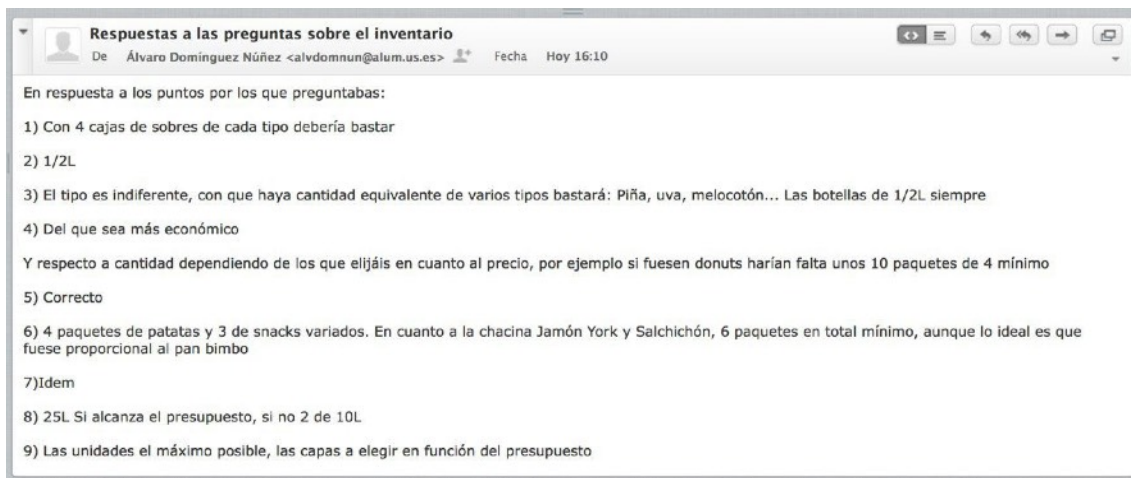 Respuestas a las preguntas sobre el inventario
De Álvaro Domínguez Núñez <alvdomnun@alum.us.es> Fecha Hoy 16:10
En respuesta a los puntos por los que preguntabas:
1) Con 4 cajas de sobres de cada tipo debería bastar
2) 1/2L
3) El tipo es indiferente, con que haya cantidad equivalente de varios tipos bastará: Piña, uva, melocotón... Las botellas de 1/2L siempre
4) Del que sea más económico
Y respecto a cantidad dependiendo de los que elijáis en cuanto al precio, por ejemplo si fuesen donuts harían falta unos 10 paquetes de 4 mínimo
5) Correcto
6) 4 paquetes de patatas y 3 de snacks variados. En cuanto a la chacina Jamón York y Salchichón, 6 paquetes en total mínimo, aunque lo ideal es que
fuese proporcional al pan bimbo
7)Idem
8) 25L Si alcanza el presupuesto, si no 2 de 10L
9) Las unidades el máximo posible, las capas a elegir en función del presupuesto